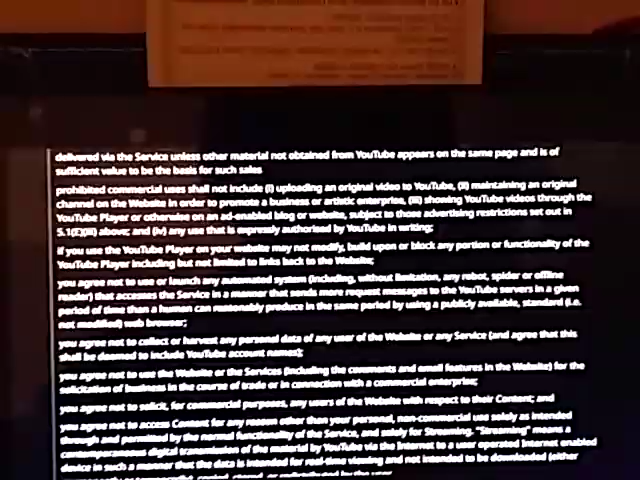 delivered via the Service unless other material not obtained from YouTube appears on the same page and is of
sufficient value to be the basis for such sales
prohibited commercial uses shall not include (i) uploading an original video to YouTube, (ii) maintaining an original
channel on the Website in order to promote a business or artistic enterprise, (iii) showing YouTube videos through the
YouTube Player or otherwise on an ad-enabled blog or website, subject to those advertising restrictions set out in
5.1(E)(iii) above; and (iv) any use that is expressly authorised by YouTube in writing;
if you use the YouTube Player on your website may not modify, build upon or block any portion or functionality of the
YouTube Player including but not limited to links back to the Website;
you agree not to use or launch any automated system (including, without limitation, any robot, spider or offline
reader) that accesses the Service in a manner that sends more request messages to the YouTube servers in a given
period of time than a human can reasonably produce in the same period by using a publicly available, standard (i.e.
not modified) web browser;
you agree not to collect or harvest any personal data of any user of the Website or any Service (and agree that this
shall be deemed to include YouTube account names);
you agree not to use the Website or the Services (including the comments and email features in the Website) for the
solicitation of business in the course of trade or in connection with a commercial enterprise;
you agree not to solicit, for commercial purposes, any users of the Website with respect to their Content; and
you agree not to access Content for any reason other than your personal, non-commercial use solely as intended
through and permitted by the normal functionality of the Service, and solely for Streaming. "Streaming" means a
contemporaneous digital transmission of the material by YouTube via the Internet to a user operated Internet enabled
device in such a manner that the data is intended for real-time viewing and not intended to be downloaded (either